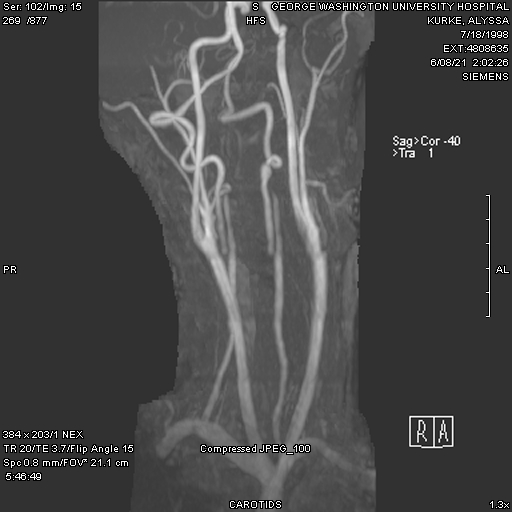 Ser: 102/Img: 15
269 /877
S
HFS
GEORGE WASHINGTON UNIVERSITY HOSPITAL
KURKE, ALYSSA
7/18/1998
EXT:4808635
6/08/21 2:02:26
SIEMENS
Sag>Cor -40
>Tra 1
PR
AL
R A
384 x 203/1 NEX
TR 20/TE 3.7/Flip Angle 15
Spc 0.8 mm/FOV* 21.1 cm
5:46:49
Compressed JPEG_100
CAROTIDS
1.3x